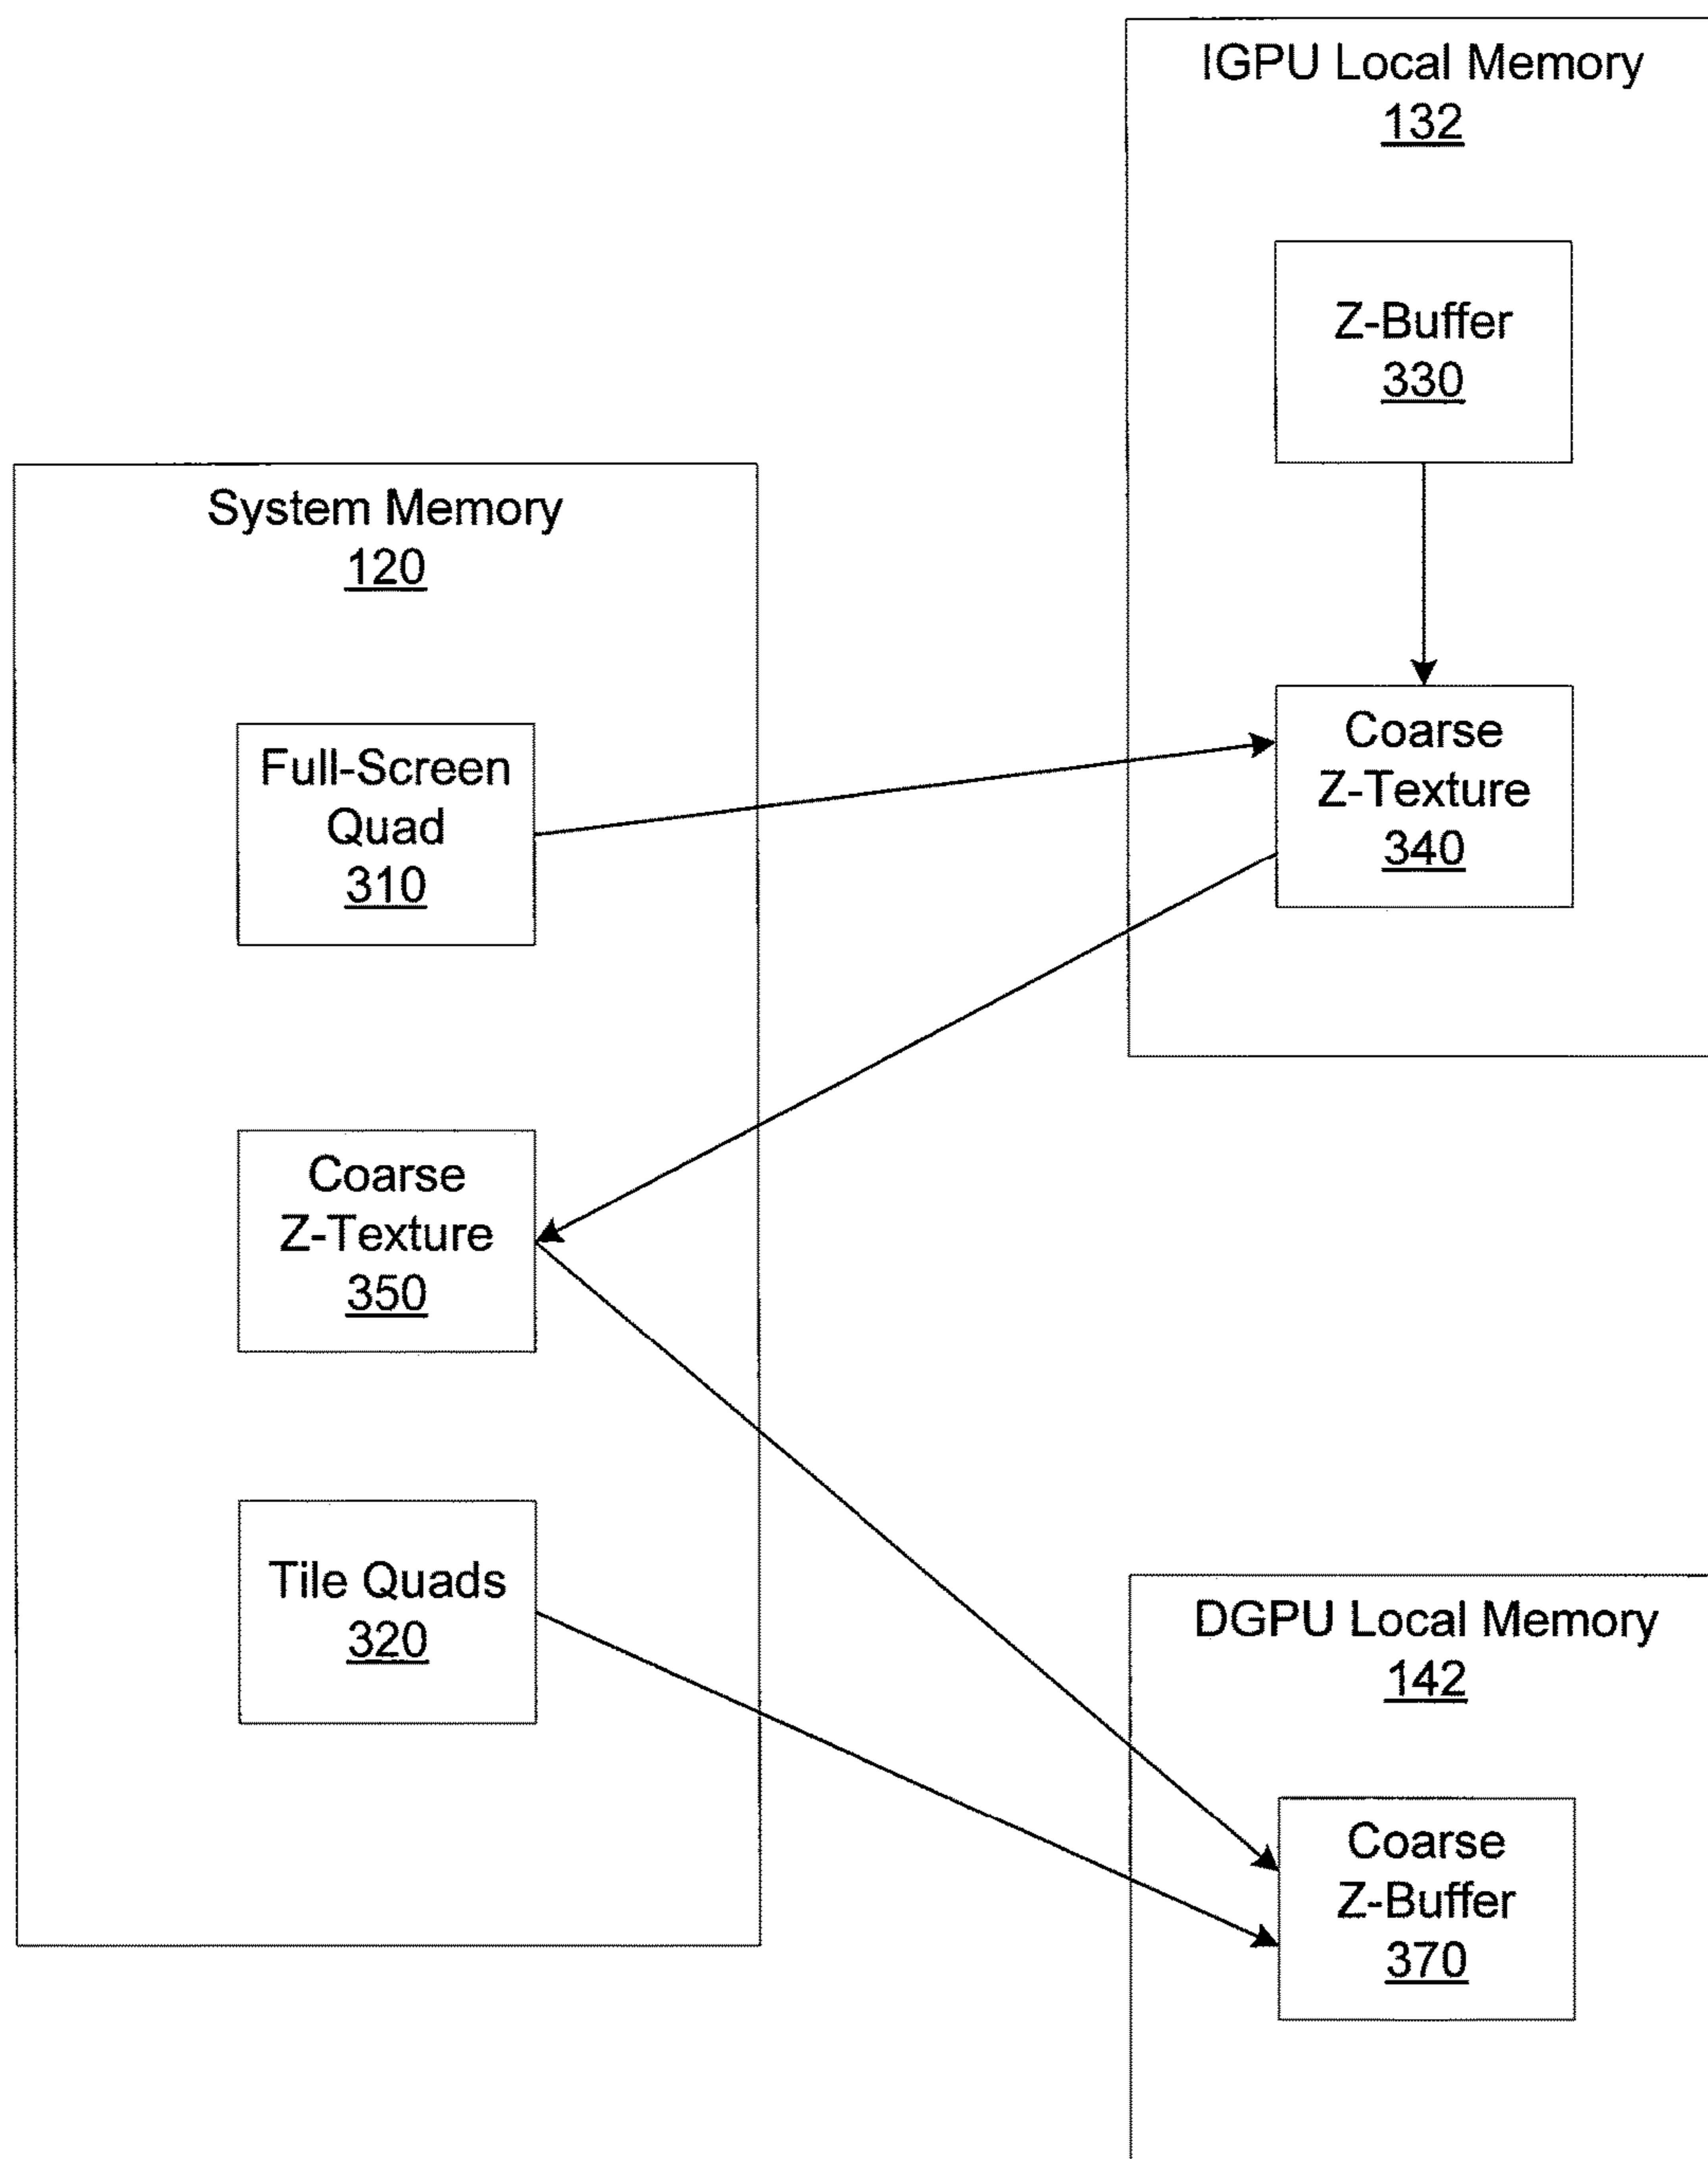 IGPU Local Memory
132
Z-Buffer
330
System Memory
120
Full-Screen
Quad
310
Coarse
Z-Texture
340
Coarse
Z-Texture
350
Tile Quads
320
DGPU Local Memory
142
Coarse
Z-Buffer
370